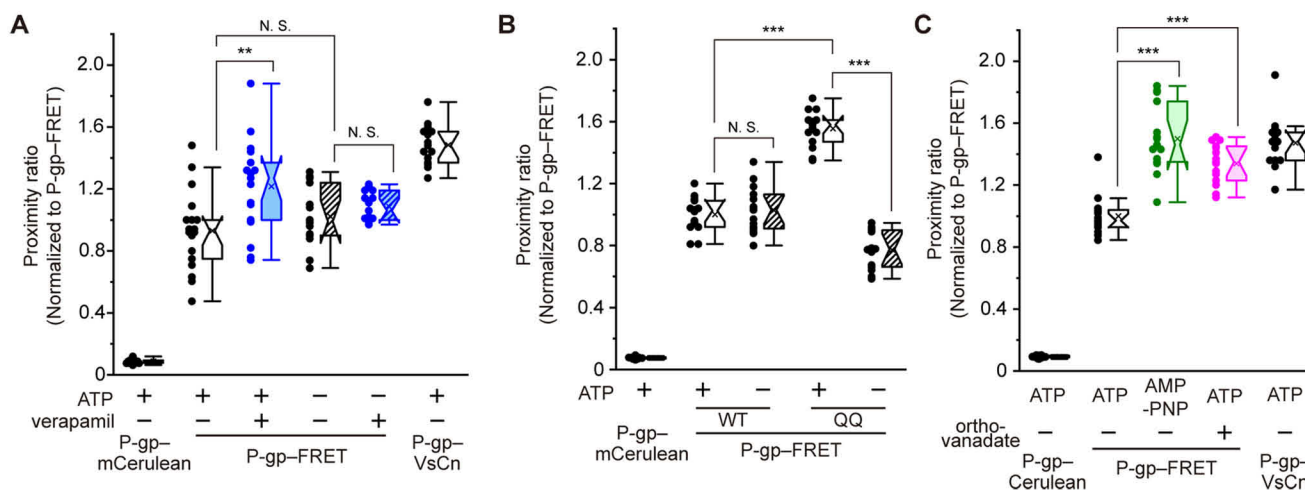 A
Proximity ratio
(Normalized to P-gp–FRET)
2.0
1.6
1.2
0.8
0.4
0
N. S.
**
N. S.
ATP + + + − − +
verapamil − − + − + −
P-gp–
mCerulean
P-gp–FRET
P-gp–
VsCn
B
Proximity ratio
(Normalized to P-gp–FRET)
2.0
1.6
1.2
0.8
0.4
0
***
***
N. S.
ATP + + − + −
WT QQ
P-gp–
mCerulean
P-gp–FRET
C
Proximity ratio
(Normalized to P-gp–FRET)
2.0
1.6
1.2
0.8
0.4
0
***
***
ATP ATP AMP ATP ATP
-PNP
ortho-
vanadate − − − + −
P-gp–
Cerulean
P-gp–FRET
P-gp–
VsCn